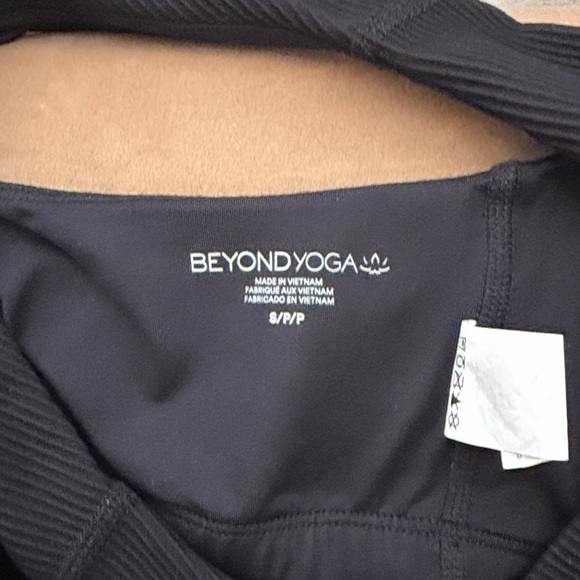 BEYOND YOGA
MADE IN VIETNAM
FABRIQUÉ AUX VIETNAM
FABRICADO EN VIETNAM
S/P/P